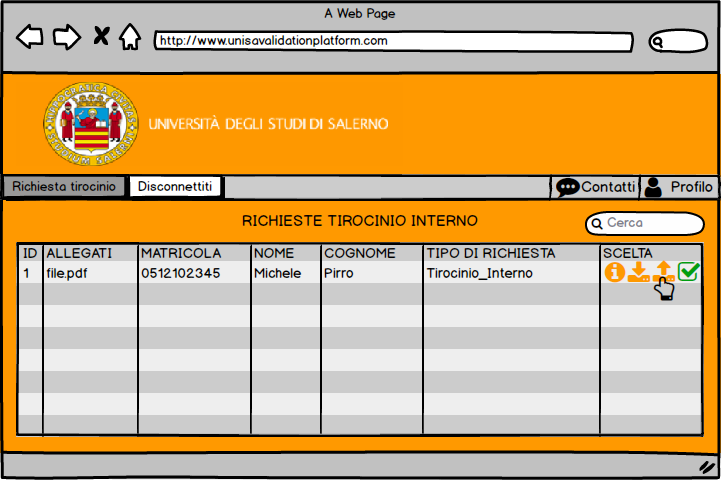 A Web Page
http://www.unisavalidationplatform.com
UNIVERSITÀ DEGLI STUDI DI SALERNO
Richiesta tirocinio Disconnettiti Contatti Profilo
RICHIESTE TIROCINIO INTERNO Cerca
ID ALLEGATI MATRICOLA NOME COGNOME TIPO DI RICHIESTA SCELTA
1 file.pdf 0512102345 Michele Pirro Tirocinio_Interno